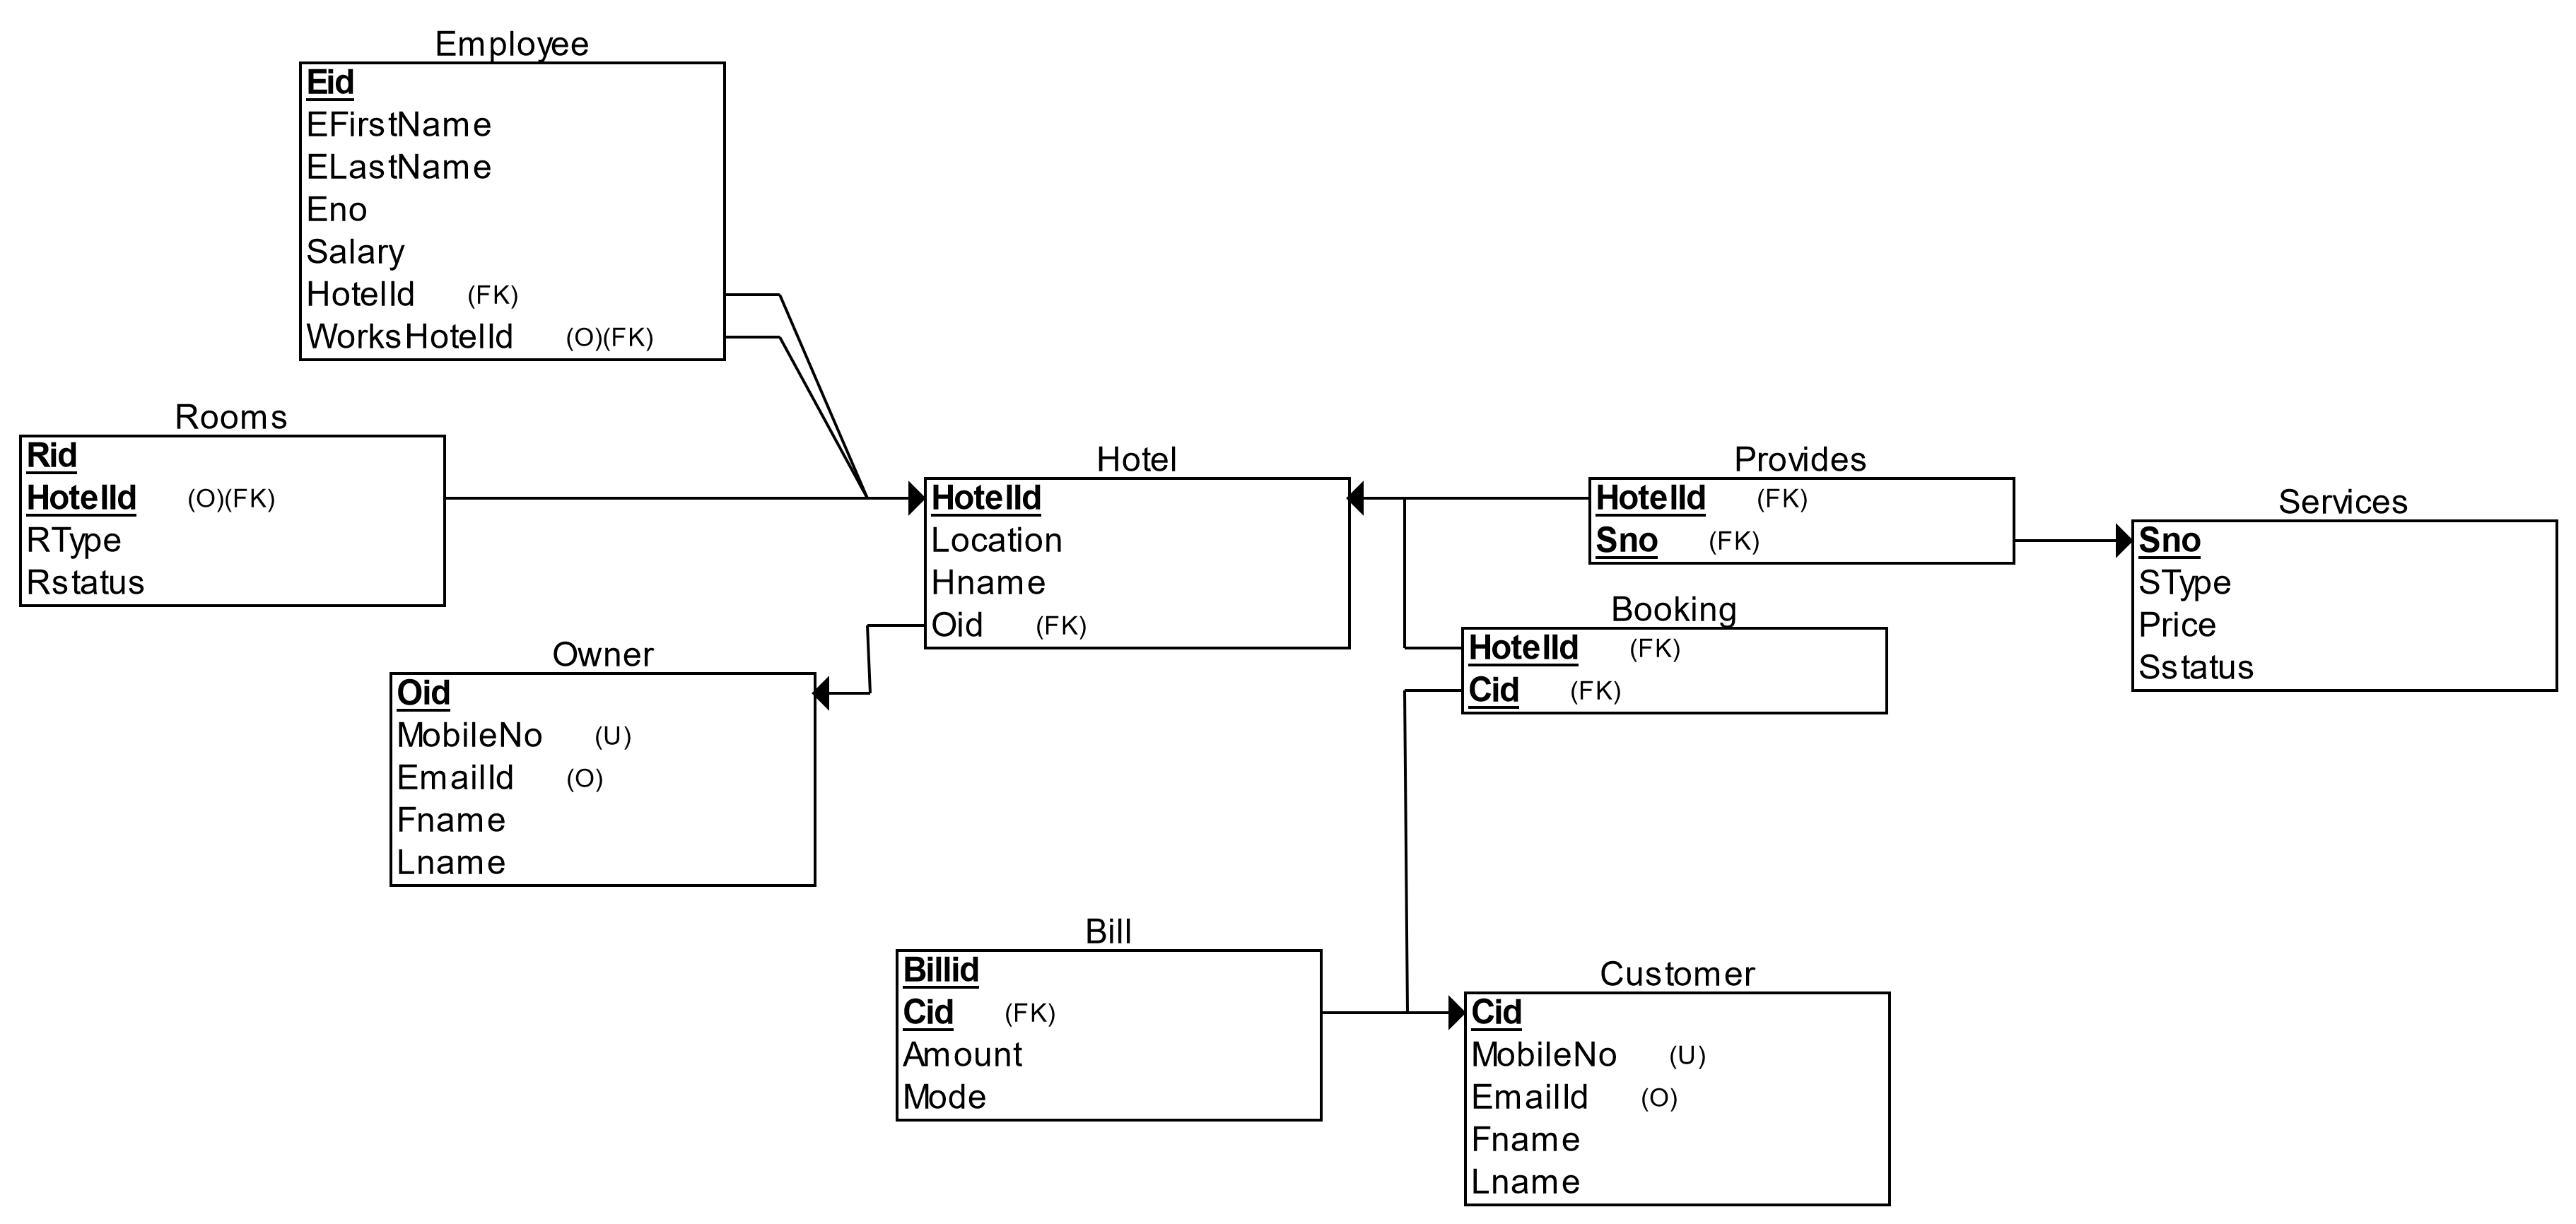 Employee
Eid
EFirstName
ELastName
Eno
Salary
HotelId (FK)
WorksHotelId (O)(FK)
Rooms
Rid
HotelId (O)(FK)
RType
Rstatus
Hotel
HotelId
Location
Hname
Oid (FK)
Provides
HotelId (FK)
Sno (FK)
Services
Sno
SType
Price
Sstatus
Booking
HotelId (FK)
Cid (FK)
Owner
Oid
MobileNo (U)
EmailId (O)
Fname
Lname
Bill
Billid
Cid (FK)
Amount
Mode
Customer
Cid
MobileNo (U)
EmailId (O)
Fname
Lname